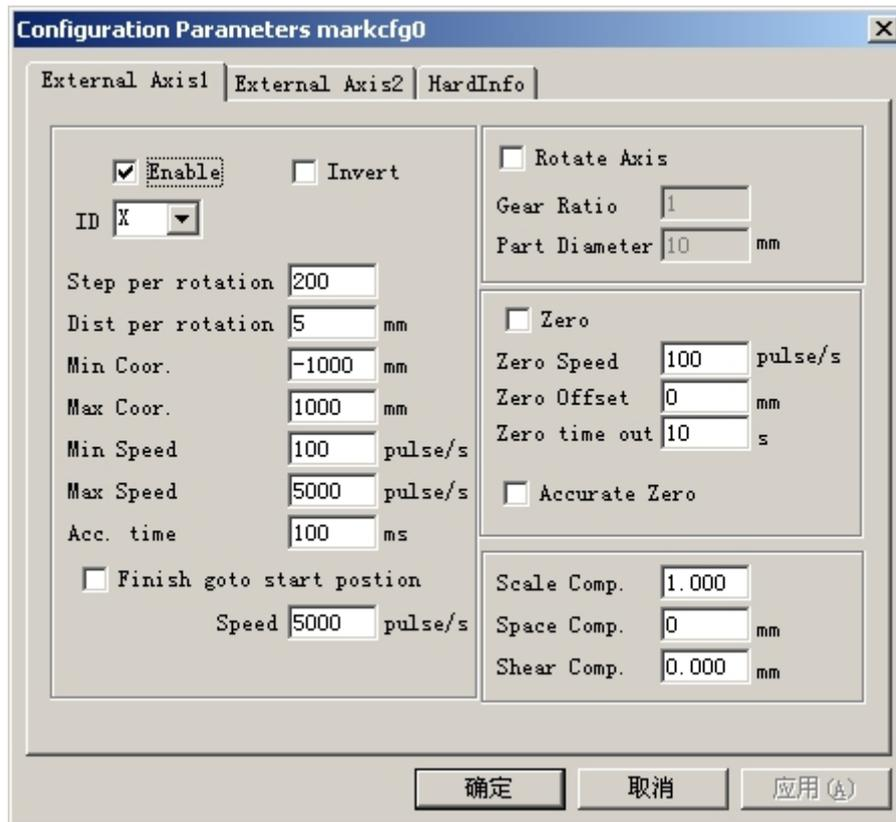 Configuration Parameters markcfg0
External Axis1 External Axis2 HardInfo
Enable Invert
ID X
Step per rotation 200
Dist per rotation 5 mm
Min Coor. -1000 mm
Max Coor. 1000 mm
Min Speed 100 pulse/s
Max Speed 5000 pulse/s
Acc. time 100 ms
Finish goto start postion
Speed 5000 pulse/s
Rotate Axis
Gear Ratio 1
Part Diameter 10 mm
Zero
Zero Speed 100 pulse/s
Zero Offset 0 mm
Zero time out 10 s
Accurate Zero
Scale Comp. 1.000
Space Comp. 0 mm
Shear Comp. 0.000 mm
确定 取消 应用(A)